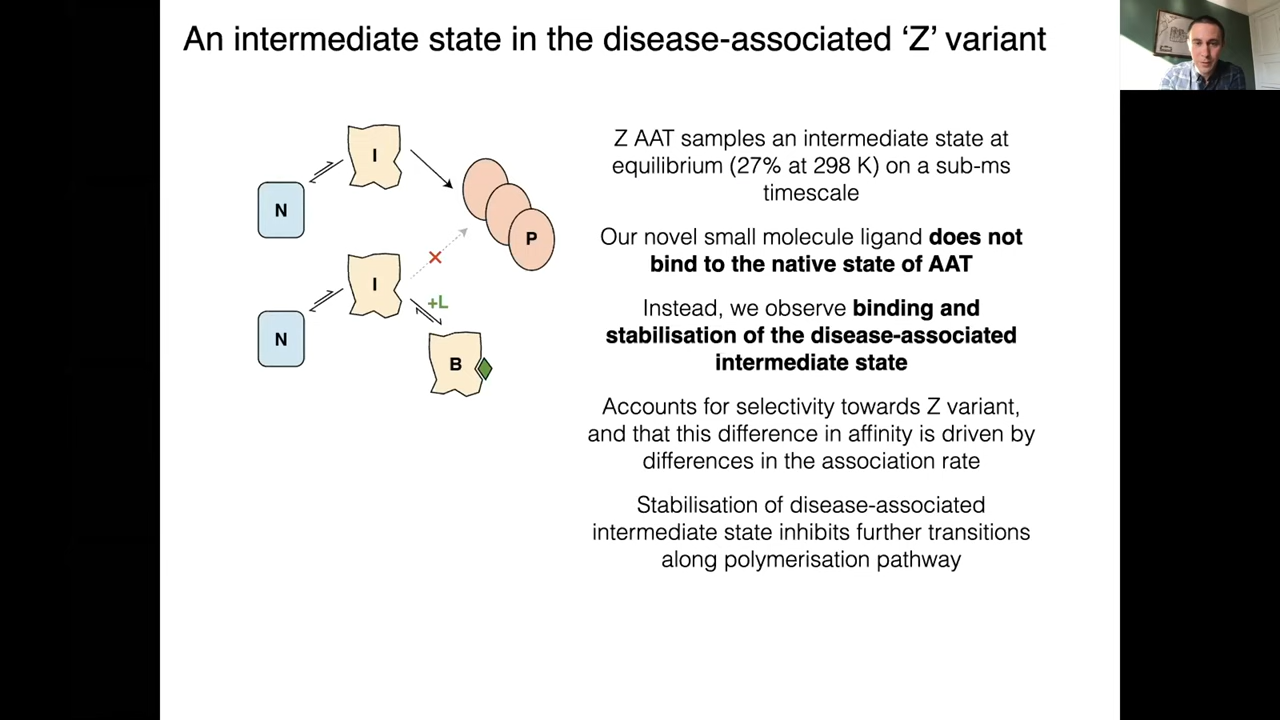 An intermediate state in the disease-associated ‘Z’ variant
I
N
P
I
+L
N
B
Z AAT samples an intermediate state at
equilibrium (27% at 298 K) on a sub-ms
timescale
Our novel small molecule ligand does not
bind to the native state of AAT
Instead, we observe binding and
stabilisation of the disease-associated
intermediate state
Accounts for selectivity towards Z variant,
and that this difference in affinity is driven by
differences in the association rate
Stabilisation of disease-associated
intermediate state inhibits further transitions
along polymerisation pathway